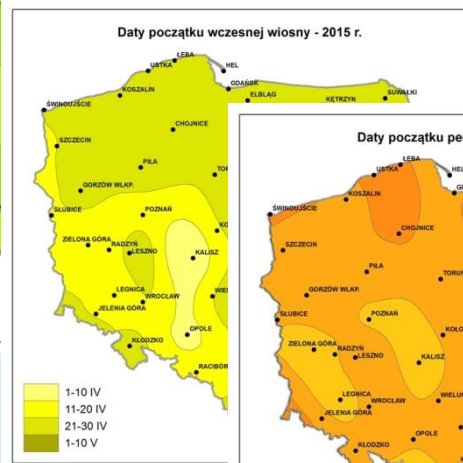 Daty początku wczesnej wiosny - 2015 r.
ŁEBA
USTKA
HEL
GDAŃSK
KOSZALIN
ELBLĄG
KĘTRZYN
SUWAŁKI
ŚWINOUJŚCIE
CHOJNICE
SZCZECIN
PIŁA
GORZÓW WLKP.
SŁUBICE
POZNAŃ
ZIELONA GÓRA
RADZYŃ
LESZNO
KALISZ
LEGNICA
WROCŁAW
JELENIA GÓRA
OPOLE
KŁODZKO
1-10 IV
11-20 IV
21-30 IV
1-10 V
Daty początku
ŁEBA
USTKA
HEL
KOSZALIN
ŚWINOUJŚCIE
CHOJNICE
SZCZECIN
PIŁA
GORZÓW WLKP.
SŁUBICE
POZNAŃ
ZIELONA GÓRA
RADZYŃ
LESZNO
KALISZ
LEGNICA
WROCŁAW
JELENIA GÓRA
OPOLE
KŁODZKO